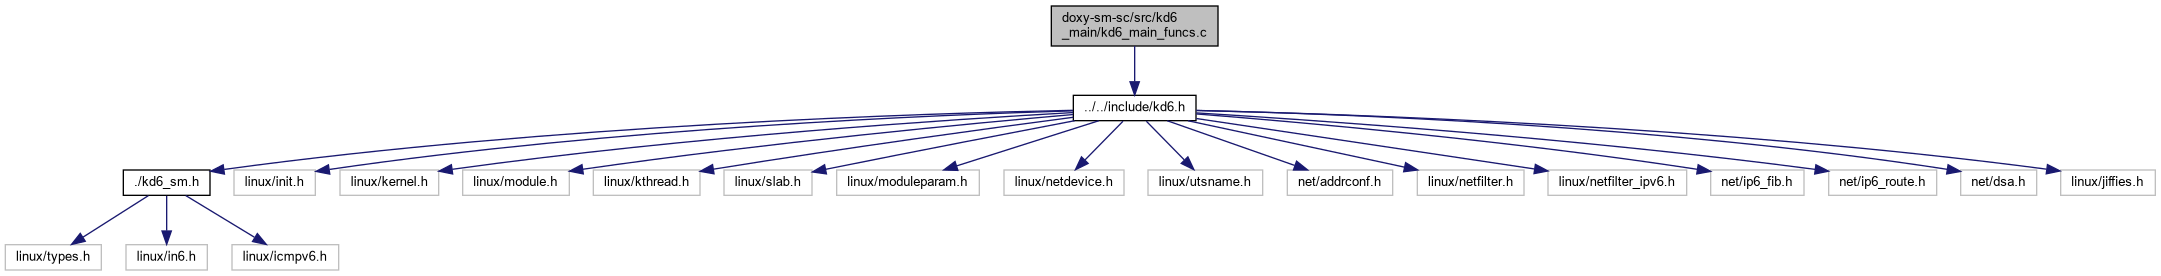 doxy-sm-sc/src/kd6
_main/kd6_main_funcs.c
../../include/kd6.h
./kd6_sm.h
linux/init.h
linux/kernel.h
linux/module.h
linux/kthread.h
linux/slab.h
linux/moduleparam.h
linux/netdevice.h
linux/utsname.h
net/addrconf.h
linux/netfilter.h
linux/netfilter_ipv6.h
net/ip6_fib.h
net/ip6_route.h
net/dsa.h
linux/jiffies.h
linux/types.h
linux/in6.h
linux/icmpv6.h